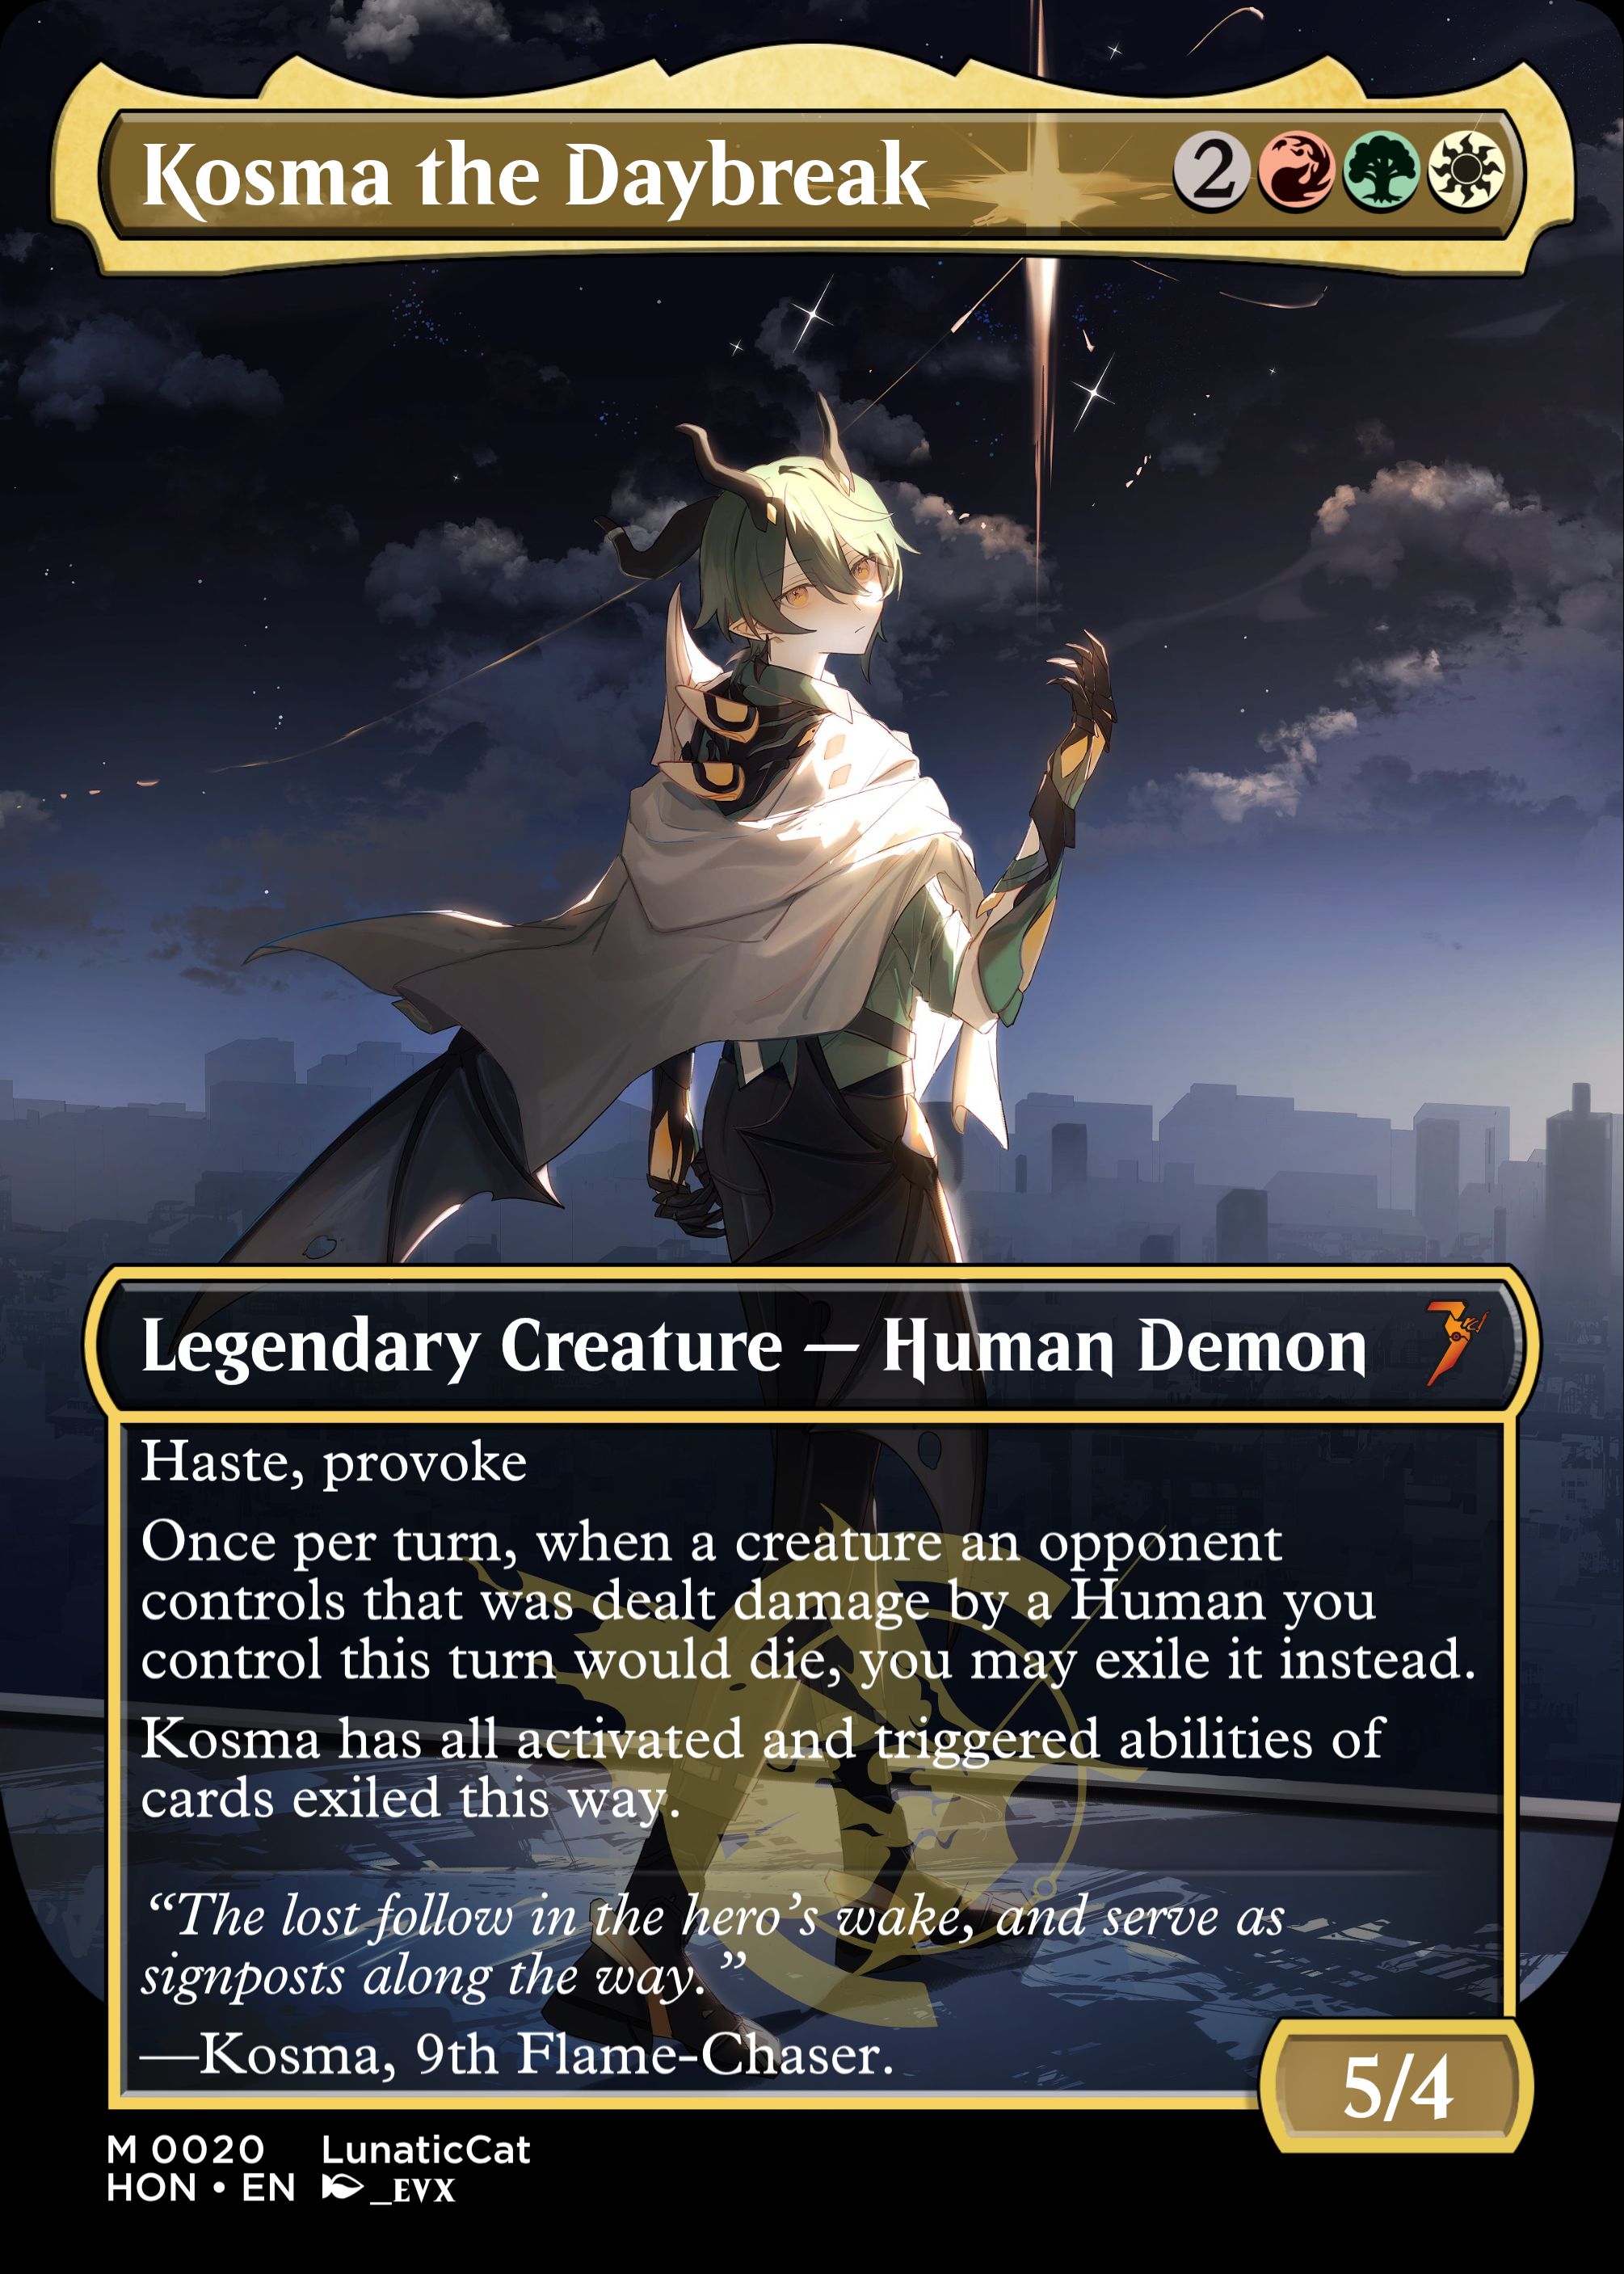 Kosma the Daybreak 2
Legendary Creature — Human Demon
Haste, provoke
Once per turn, when a creature an opponent
controls that was dealt damage by a Human you
control this turn would die, you may exile it instead.
Kosma has all activated and triggered abilities of
cards exiled this way.
“The lost follow in the hero’s wake, and serve as
signposts along the way.”
—Kosma, 9th Flame-Chaser.
5/4
M 0020 LunaticCat
HON • EN _EVX